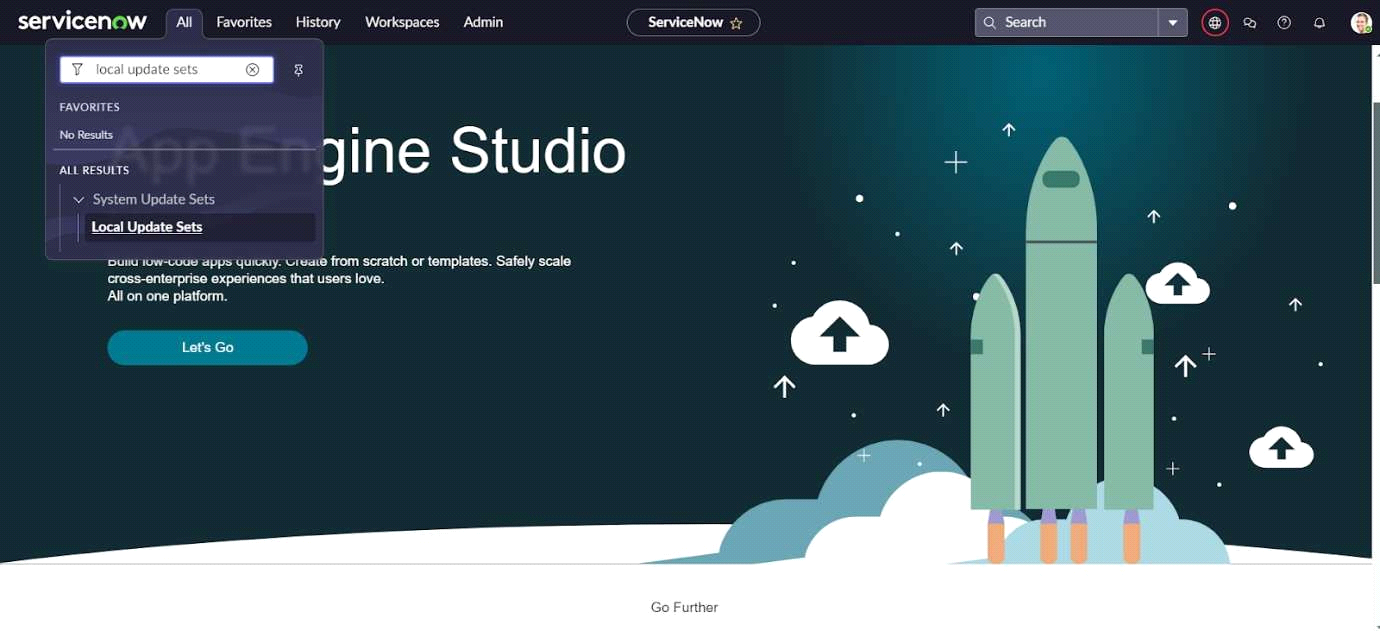 servicenow All Favorites History Workspaces Admin ServiceNow Search
local update sets
FAVORITES
No Results
App Engine Studio
ALL RESULTS
System Update Sets
Local Update Sets
Build low-code apps quickly. Create from scratch or templates. Safely scale
cross-enterprise experiences that users love.
All on one platform.
Let's Go
Go Further